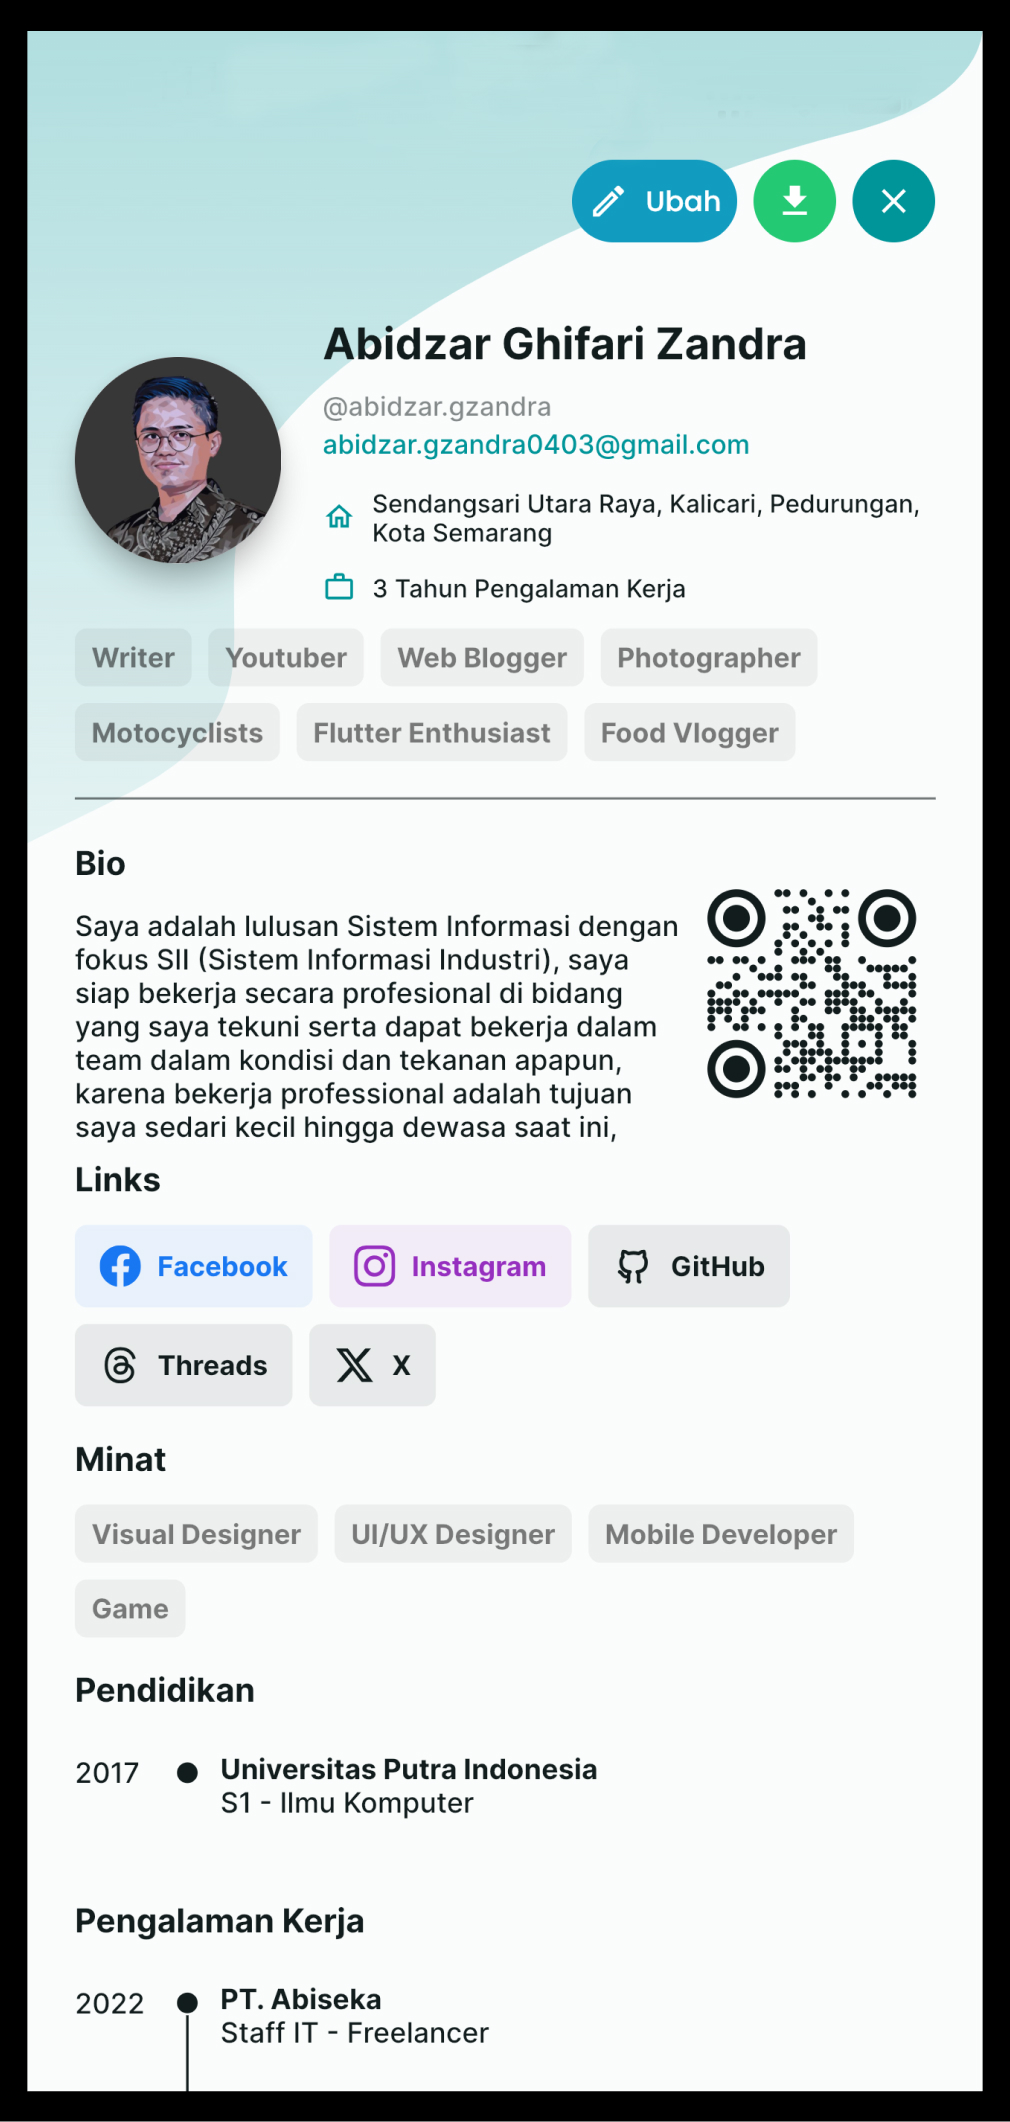 Ubah
Abidzar Ghifari Zandra
@abidzar.gzandra
abidzar.gzandra0403@gmail.com
Sendangsari Utara Raya, Kalicari, Pedurungan,
Kota Semarang
3 Tahun Pengalaman Kerja
Writer Youtuber Web Blogger Photographer
Motocyclists Flutter Enthusiast Food Vlogger
Bio
Saya adalah lulusan Sistem Informasi dengan
fokus SII (Sistem Informasi Industri), saya
siap bekerja secara profesional di bidang
yang saya tekuni serta dapat bekerja dalam
team dalam kondisi dan tekanan apapun,
karena bekerja professional adalah tujuan
saya sedari kecil hingga dewasa saat ini,
Links
Facebook Instagram GitHub
Threads X
Minat
Visual Designer UI/UX Designer Mobile Developer
Game
Pendidikan
2017 Universitas Putra Indonesia
S1 - Ilmu Komputer
Pengalaman Kerja
2022 PT. Abiseka
Staff IT - Freelancer